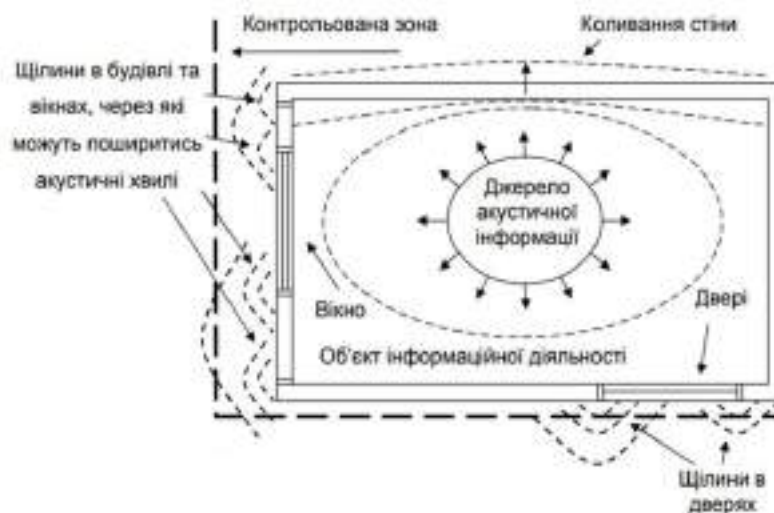 Контрольована зона
Коливання стіни
Щілини в будівлі та
вікнах, через які
можуть поширитись
акустичні хвилі
Джерело
акустичної
інформації
Вікно
Двері
Об'єкт інформаційної діяльності
Щілини в
дверях